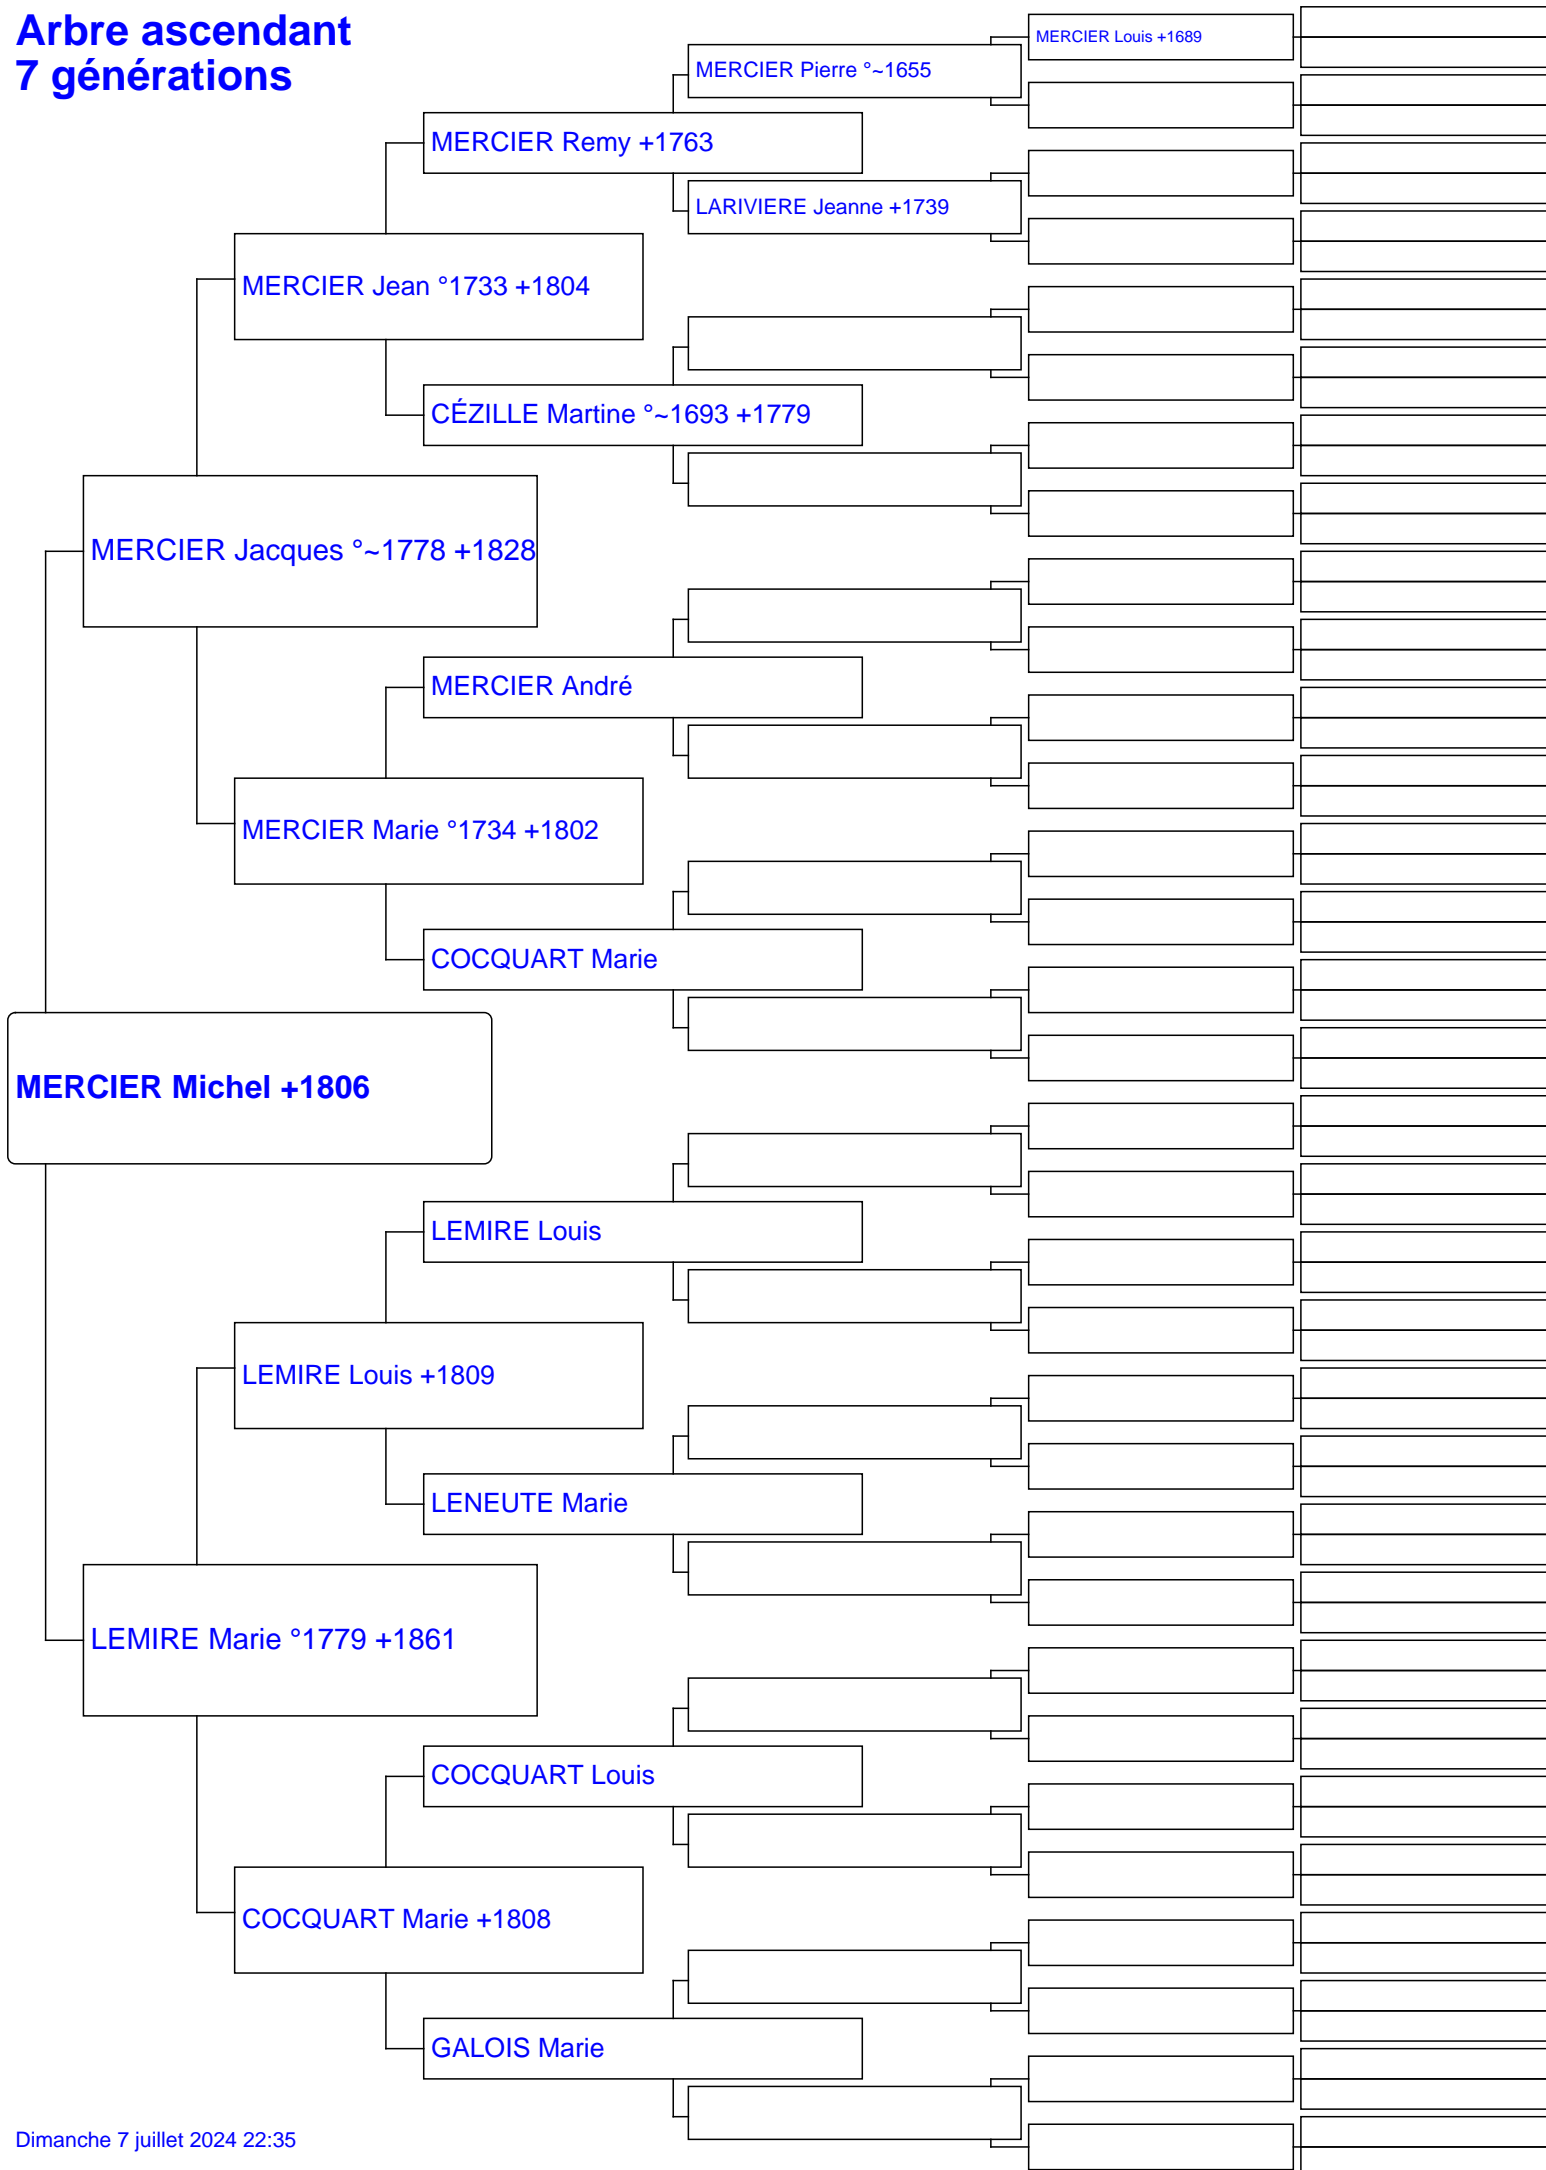 Arbre ascendant
7 générations
MERCIER Louis +1689
MERCIER Pierre °~1655
MERCIER Remy +1763
LARIVIERE Jeanne +1739
MERCIER Jean °1733 +1804
CÉZILLE Martine °~1693 +1779
MERCIER Jacques °~1778 +1828
MERCIER André
MERCIER Marie °1734 +1802
COCQUART Marie
MERCIER Michel +1806
LEMIRE Louis
LEMIRE Louis +1809
LENEUTE Marie
LEMIRE Marie °1779 +1861
COCQUART Louis
COCQUART Marie +1808
GALOIS Marie
Dimanche 7 juillet 2024 22:35